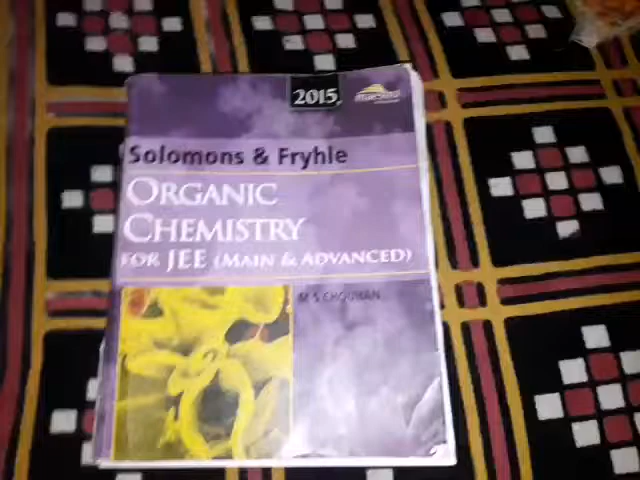 2015
Solomons & Fryhle
ORGANIC
CHEMISTRY
FOR JEE (MAIN & ADVANCED)
M S CHOUHAN